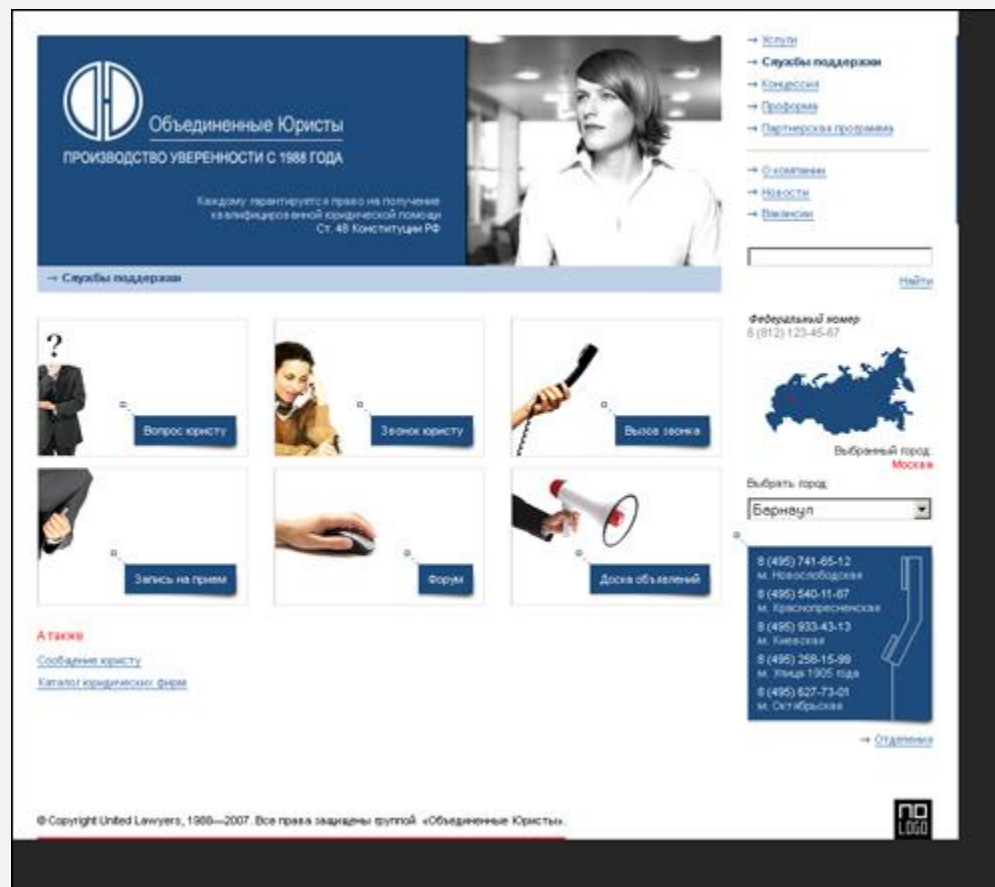 Объединенные Юристы
ПРОИЗВОДСТВО УВЕРЕННОСТИ С 1988 ГОДА
Каждому гарантируется право на получение
квалифицированной юридической помощи
Ст. 48 Конституции РФ
→ Службы поддержки
?
Вопрос юристу
Звонок юристу
Вызов звонка
Запись на прием
Форум
Доска объявлений
А также
Сообщение юристу
Каталог юридических фирм
→ Услуги
→ Службы поддержки
→ Концессия
→ Проформа
→ Партнерская программа
→ О компании
→ Новости
→ Вакансии
Найти
Федеральный номер
8 (812) 123-45-67
Выбранный город:
Москва
Выбрать город:
Барнаул
8 (495) 741-65-12
м. Новослободская
8 (495) 540-11-87
м. Краснопресненская
8 (495) 933-43-13
м. Киевская
8 (495) 258-15-99
м. Улица 1905 года
8 (495) 627-73-01
м. Октябрьская
→ Отделения
© Copyright United Lawyers, 1988—2007. Все права защищены группой «Объединенные Юристы».
NO
LOGO